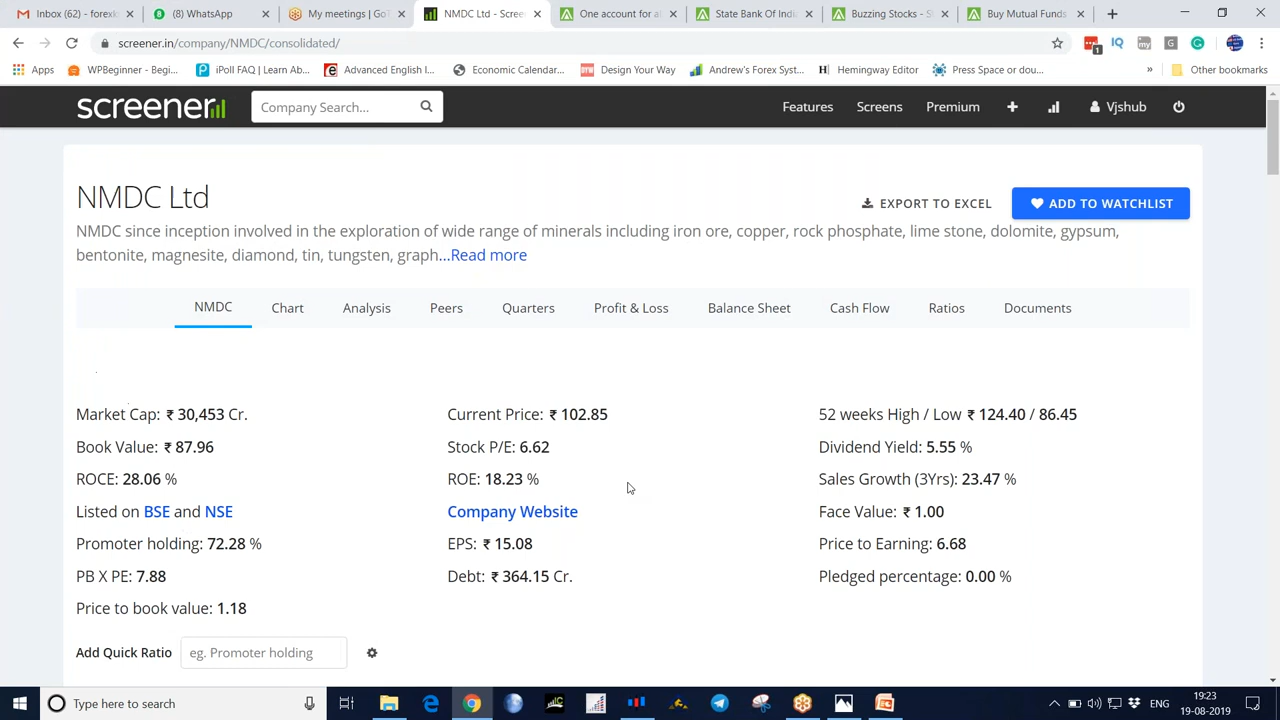 Inbox (62) - forexk
(8) WhatsApp
My meetings | GoT
NMDC Ltd - Scree
One account for al
State Bank Of Indi
Buzzing Stocks - S
Buy Mutual Funds
screener.in/company/NMDC/consolidated/
Apps
WPBeginner - Begi...
iPoll FAQ | Learn Ab...
Advanced English I...
Economic Calendar...
Design Your Way
Andrew's Forex Syst...
Hemingway Editor
Press Space or dou...
»
Other bookmarks
screener
Company Search...
Features
Screens
Premium
Vjshub
NMDC Ltd
EXPORT TO EXCEL
ADD TO WATCHLIST
NMDC since inception involved in the exploration of wide range of minerals including iron ore, copper, rock phosphate, lime stone, dolomite, gypsum,
bentonite, magnesite, diamond, tin, tungsten, graph...Read more
NMDC
Chart
Analysis
Peers
Quarters
Profit & Loss
Balance Sheet
Cash Flow
Ratios
Documents
Market Cap: ₹ 30,453 Cr.
Current Price: ₹ 102.85
52 weeks High / Low ₹ 124.40 / 86.45
Book Value: ₹ 87.96
Stock P/E: 6.62
Dividend Yield: 5.55 %
ROCE: 28.06 %
ROE: 18.23 %
Sales Growth (3Yrs): 23.47 %
Listed on BSE and NSE
Company Website
Face Value: ₹ 1.00
Promoter holding: 72.28 %
EPS: ₹ 15.08
Price to Earning: 6.68
PB X PE: 7.88
Debt: ₹ 364.15 Cr.
Pledged percentage: 0.00 %
Price to book value: 1.18
Add Quick Ratio
eg. Promoter holding
Type here to search
ENG
19:23
19-08-2019